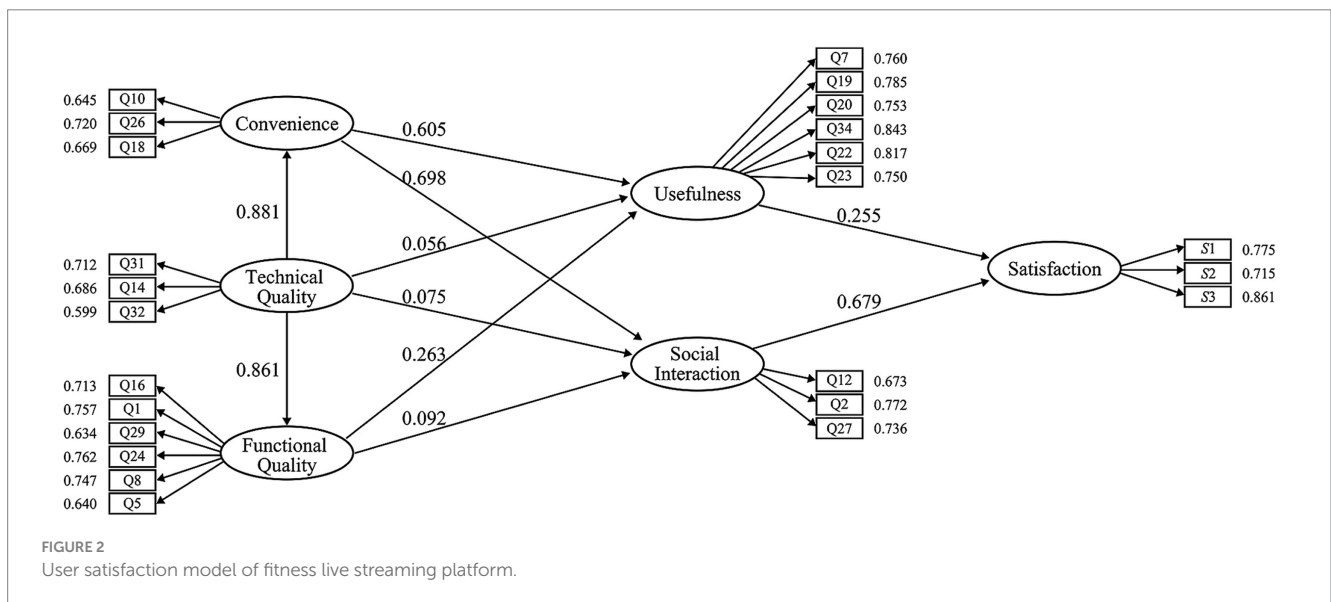 0.645 Q10
0.720 Q26
0.669 Q18
Convenience
0.881
0.712 Q31
0.686 Q14
0.599 Q32
Technical
Quality
0.861
0.713 Q16
0.757 Q1
0.634 Q29
0.762 Q24
0.747 Q8
0.640 Q5
Functional
Quality
0.605
0.698
0.056
0.075
0.263
0.092
Q7 0.760
Q19 0.785
Q20 0.753
Q34 0.843
Q22 0.817
Q23 0.750
Usefulness
0.255
0.679
Social
Interaction
Q12 0.673
Q2 0.772
Q27 0.736
Satisfaction
S1 0.775
S2 0.715
S3 0.861
FIGURE 2
User satisfaction model of fitness live streaming platform.